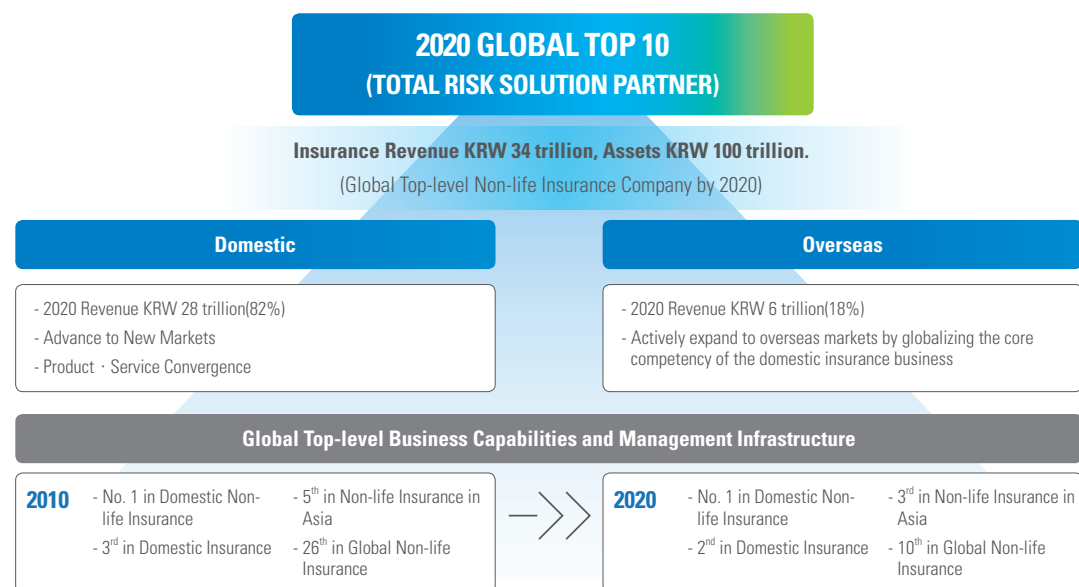 2020 GLOBAL TOP 10
(TOTAL RISK SOLUTION PARTNER)
Insurance Revenue KRW 34 trillion, Assets KRW 100 trillion.
(Global Top-level Non-life Insurance Company by 2020)
Domestic
- 2020 Revenue KRW 28 trillion(82%)
- Advance to New Markets
- Product · Service Convergence
Overseas
- 2020 Revenue KRW 6 trillion(18%)
- Actively expand to overseas markets by globalizing the core
competency of the domestic insurance business
Global Top-level Business Capabilities and Management Infrastructure
2010
- No. 1 in Domestic Non-
life Insurance
- 3rd in Domestic Insurance
- 5th in Non-life Insurance in
Asia
- 26th in Global Non-life
Insurance
2020
- No. 1 in Domestic Non-
life Insurance
- 2nd in Domestic Insurance
- 3rd in Non-life Insurance in
Asia
- 10th in Global Non-life
Insurance